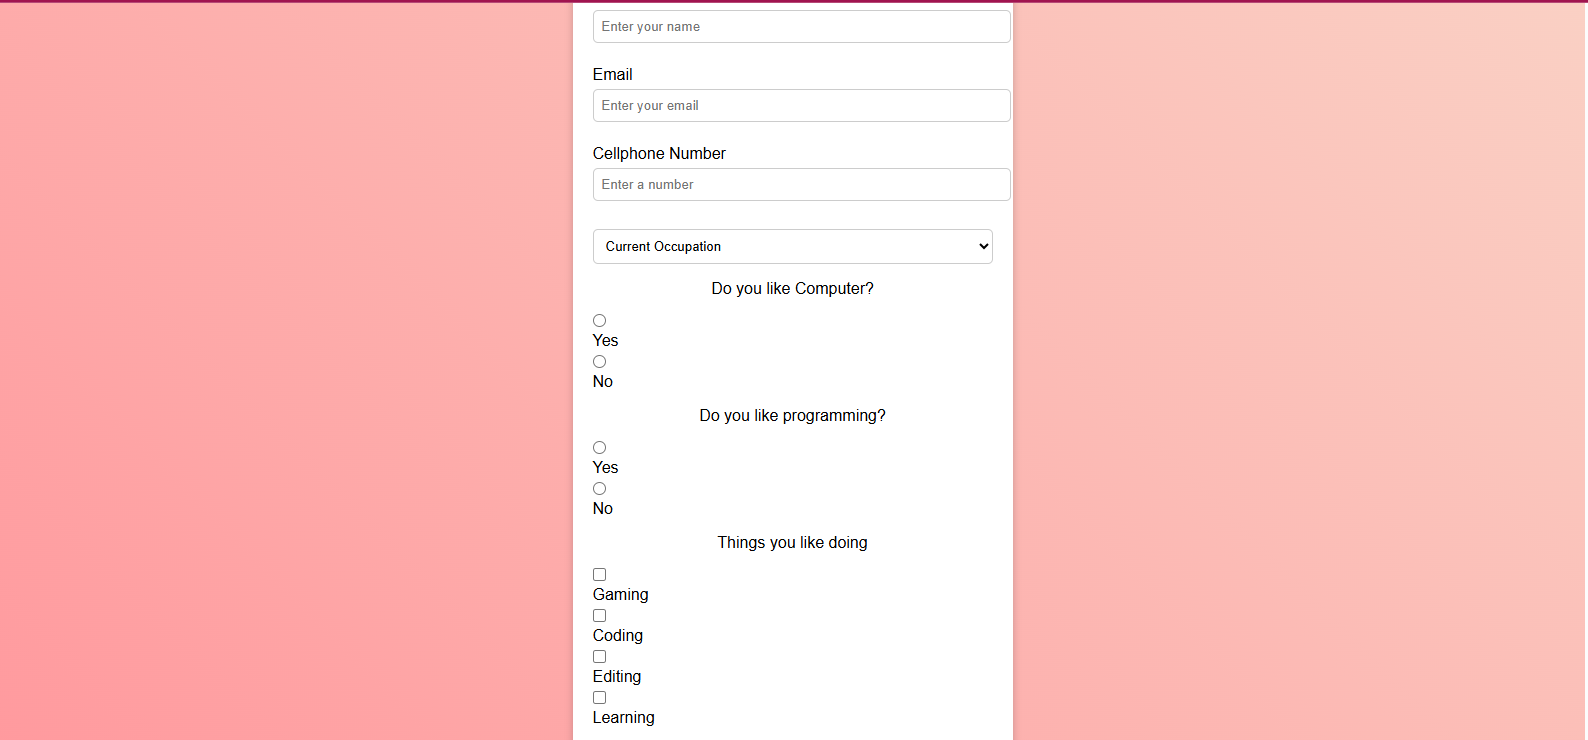 Enter your name
Email
Enter your email
Cellphone Number
Enter a number
Current Occupation
Do you like Computer?
Yes
No
Do you like programming?
Yes
No
Things you like doing
Gaming
Coding
Editing
Learning